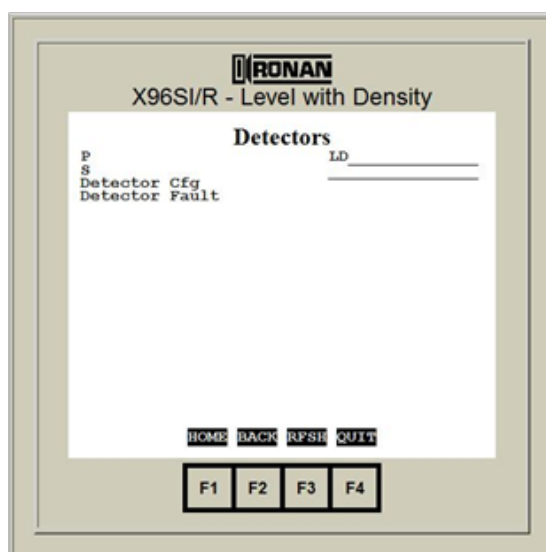 RONAN
X96SI/R - Level with Density
Detectors
P LD
S
Detector Cfg
Detector Fault
HOME BACK RFSH QUIT
F1 F2 F3 F4